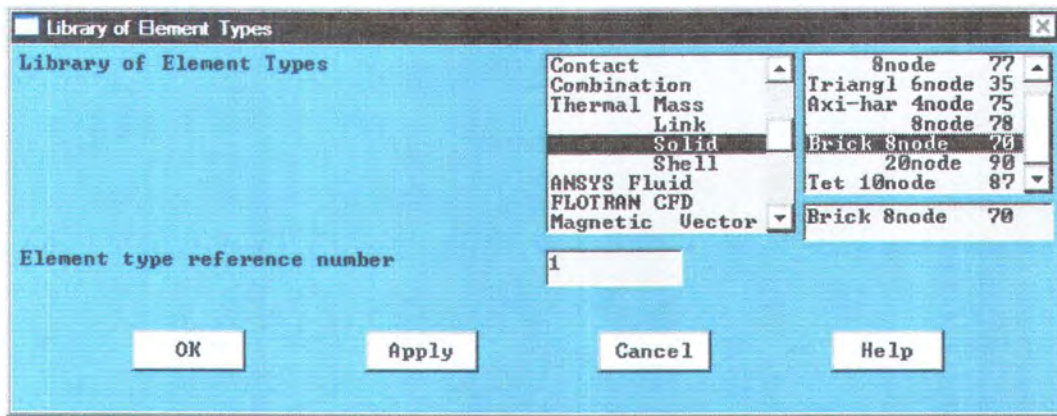 Library of Element Types
Library of Element Types
Contact
Combination
Thermal Mass
Link
Solid
Shell
ANSYS Fluid
FLOTRAN CFD
Magnetic Vector
8node 77
Triangl 6node 35
Axi-har 4node 75
8node 78
Brick 8node 70
20node 90
Tet 10node 87
Brick 8node 70
Element type reference number
1
OK
Apply
Cancel
Help